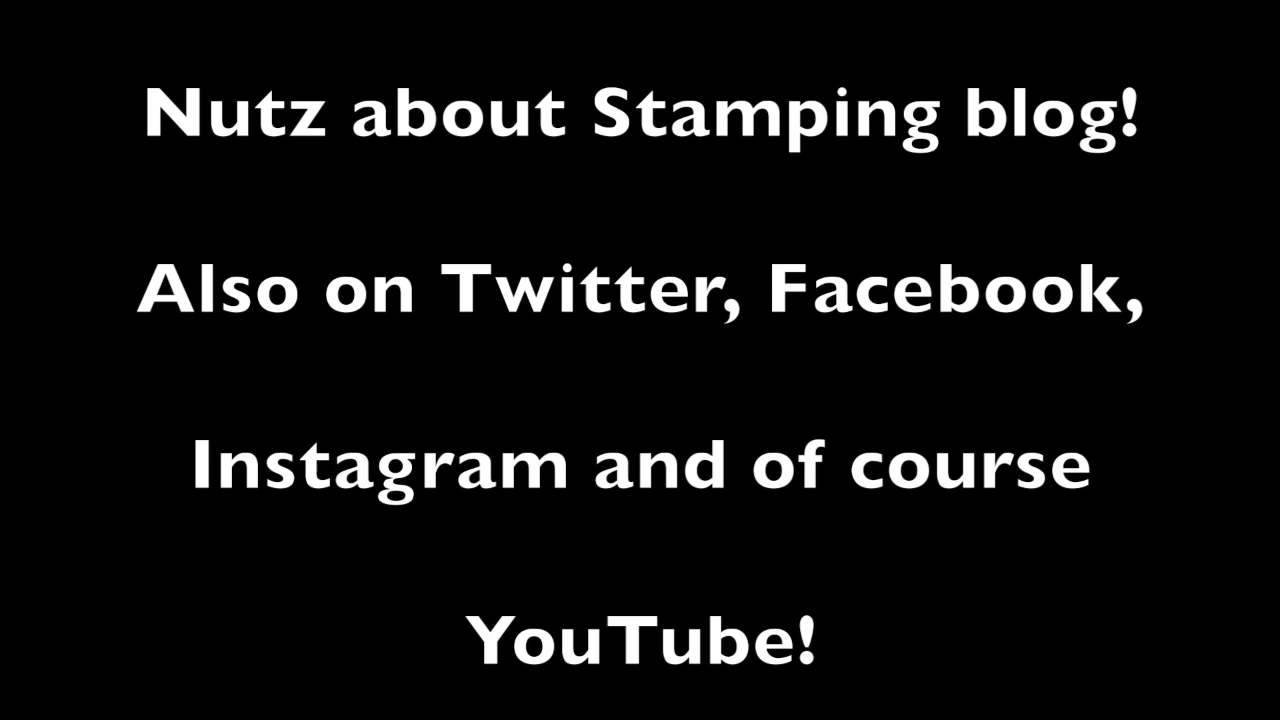 Nutz about Stamping blog!
Also on Twitter, Facebook,
Instagram and of course
YouTube!